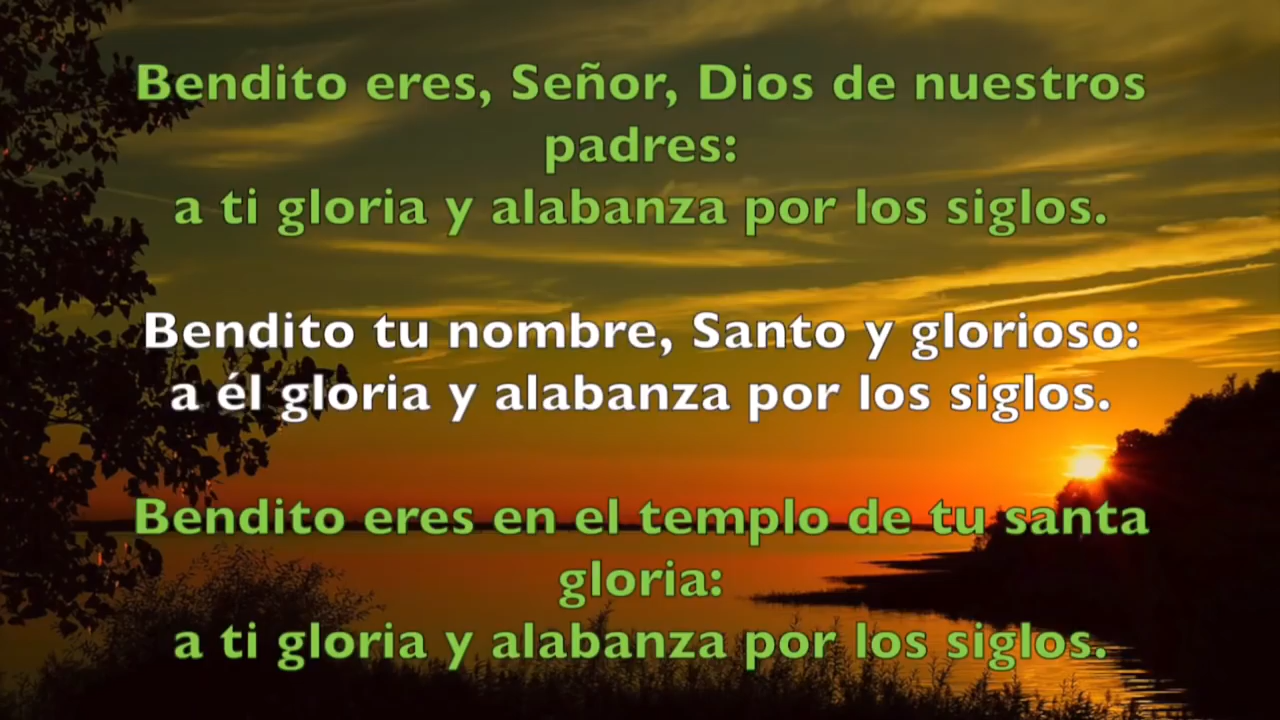 Bendito eres, Señor, Dios de nuestros
padres:
a ti gloria y alabanza por los siglos.
Bendito tu nombre, Santo y glorioso:
a él gloria y alabanza por los siglos.
Bendito eres en el templo de tu santa
gloria:
a ti gloria y alabanza por los siglos.